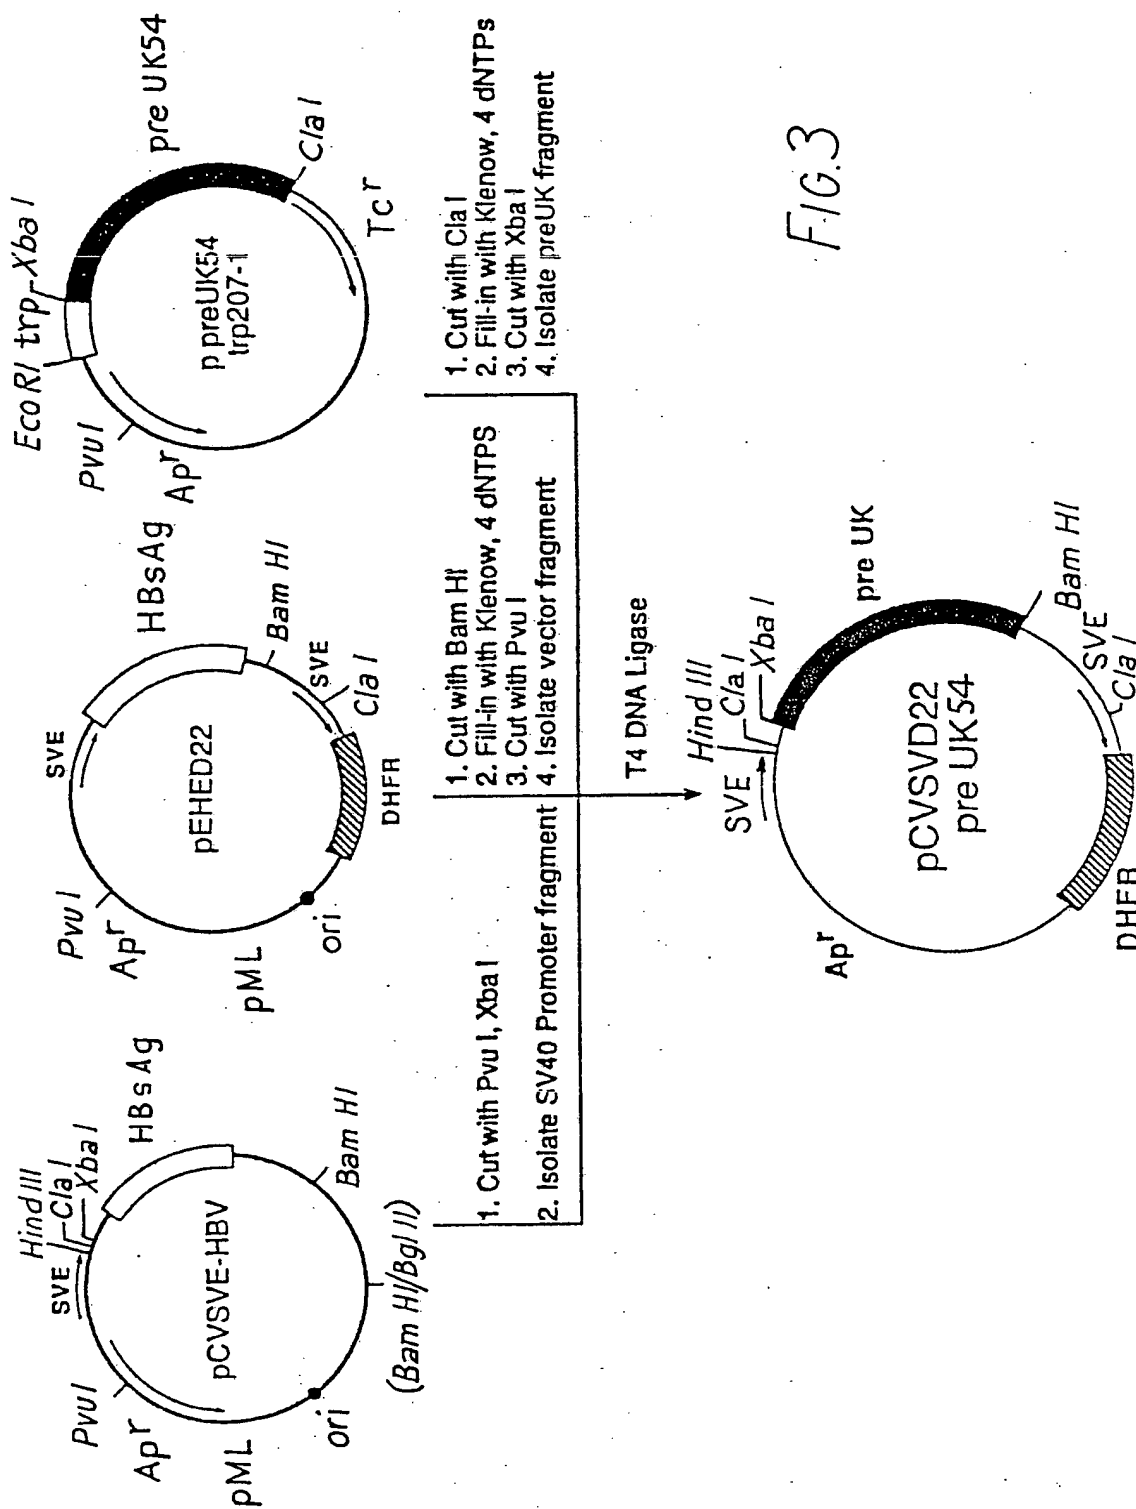 Hind III
Cla I
Xba I
SVE
HBsAg
Pvu I
Ap^r
pCVSVE-HBV
pML
ori
Bam HI
(Bam HI/Bgl II)
SVE
HBsAg
Pvu I
Ap^r
pEHED22
Bam HI
SVE
Cla I
pML
ori
DHFR
EcoRI
trp
Xba I
pre UK54
Pvu I
Ap^r
p preUK54
trp207-1
Cla I
Tc^r
1. Cut with Pvu I, Xba I
2. Isolate SV40 Promoter fragment
1. Cut with Bam HI
2. Fill-in with Klenow, 4 dNTPS
3. Cut with Pvu I
4. Isolate vector fragment
1. Cut with Cla I
2. Fill-in with Klenow, 4 dNTPs
3. Cut with Xba I
4. Isolate preUK fragment
T4 DNA Ligase
Hind III
Cla I
Xba I
SVE
pre UK
Ap^r
pCVSVD22
pre UK54
Bam HI
SVE
Cla I
DHFR
FIG.3